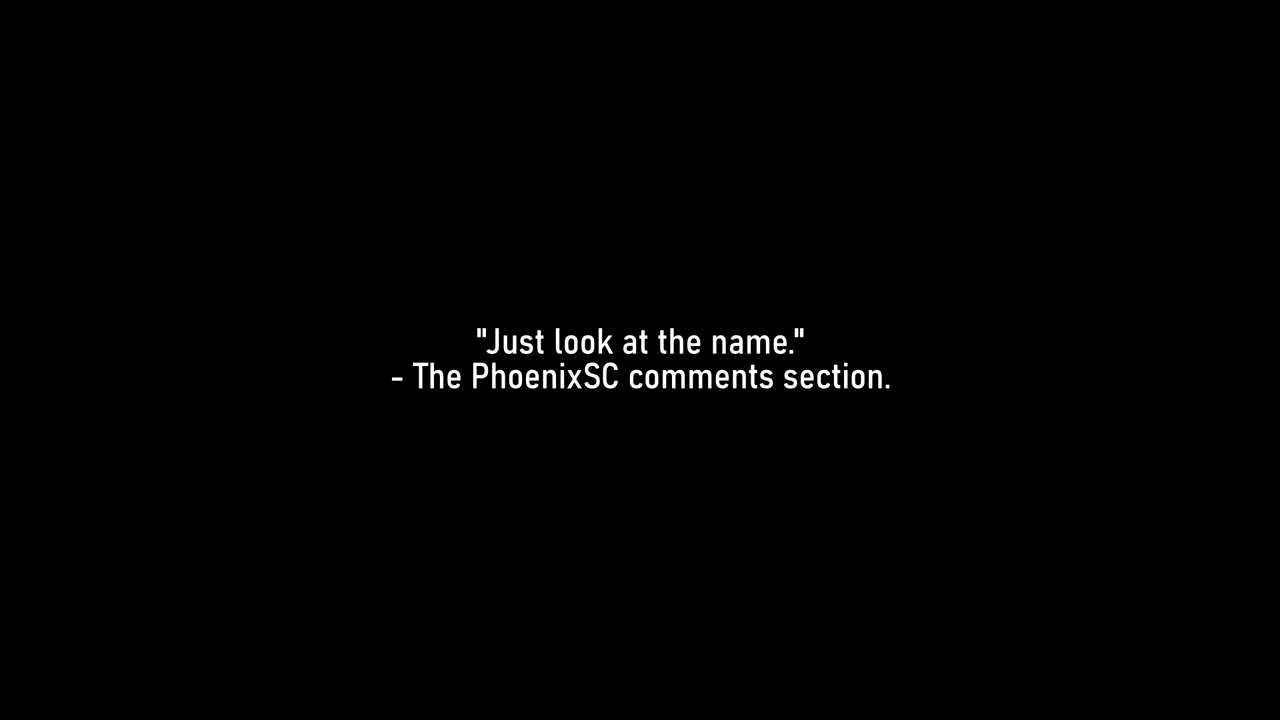 "Just look at the name."
- The PhoenixSC comments section.